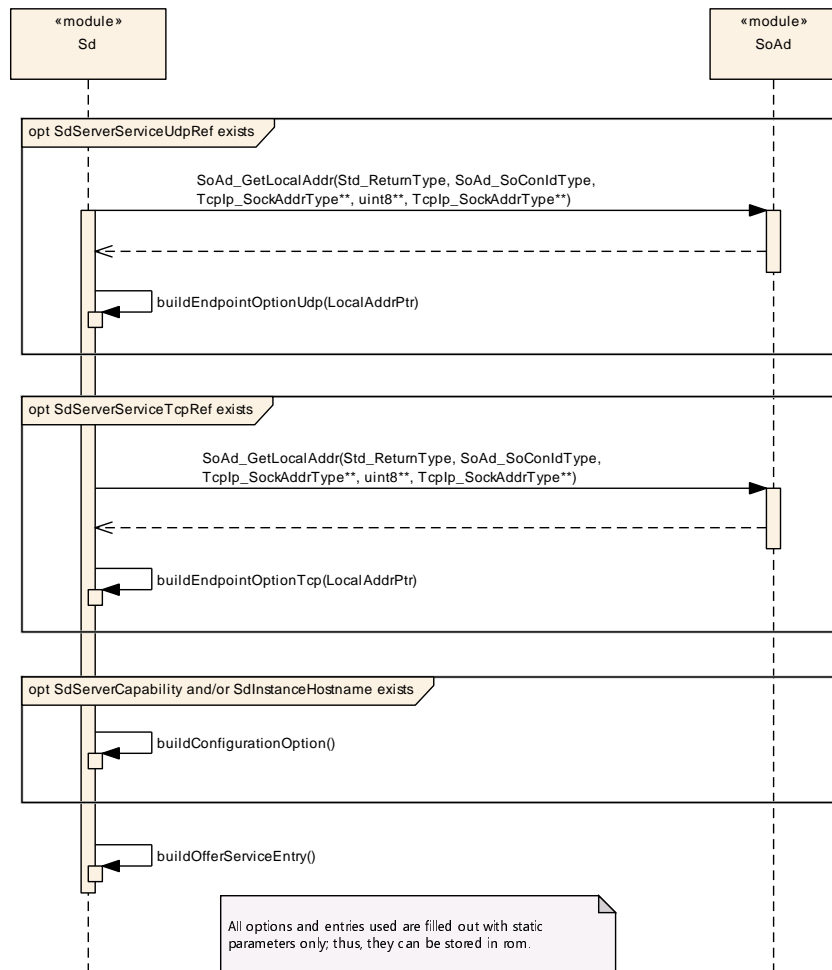 «module»
Sd
«module»
SoAd
opt SdServerServiceUdpRef exists
SoAd_GetLocalAddr(Std_ReturnType, SoAd_SoConIdType,
TcpIp_SockAddrType**, uint8**, TcpIp_SockAddrType**)
buildEndpointOptionUdp(LocalAddrPtr)
opt SdServerServiceTcpRef exists
SoAd_GetLocalAddr(Std_ReturnType, SoAd_SoConIdType,
TcpIp_SockAddrType**, uint8**, TcpIp_SockAddrType**)
buildEndpointOptionTcp(LocalAddrPtr)
opt SdServerCapability and/or SdInstanceHostname exists
buildConfigurationOption()
buildOfferServiceEntry()
All options and entries used are filled out with static
parameters only; thus, they can be stored in rom.